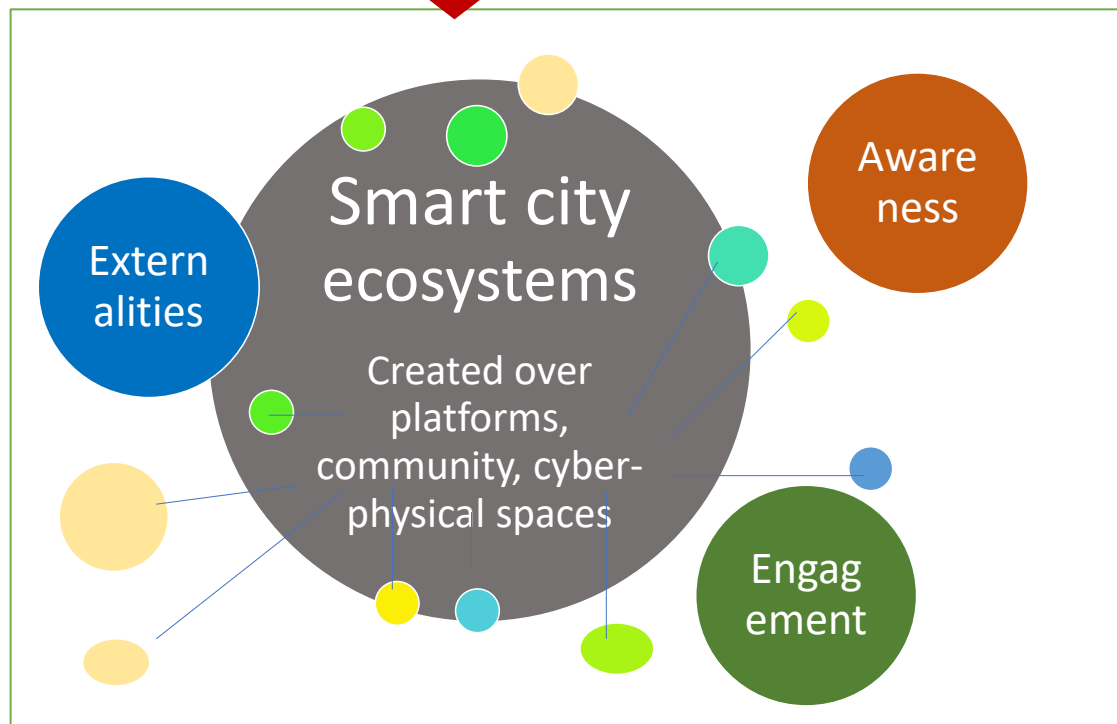 Smart city
ecosystems
Created over
platforms,
community, cyber-
physical spaces
Extern
alities
Aware
ness
Engag
ement